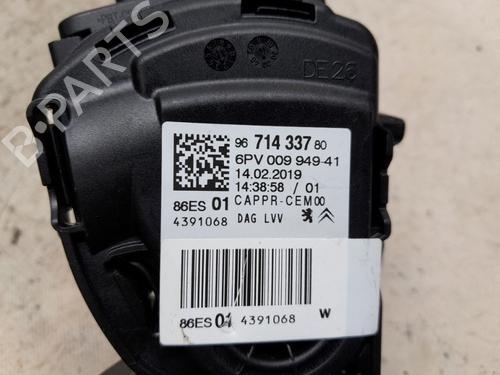 DE26
96 714 337 80
6PV 009 949-41
14.02.2019
14:38:58 / 01
86ES 01 CAPPR-CEM00
4391068 DAG LVV
86ES 01 4391068 W
B-PARTS